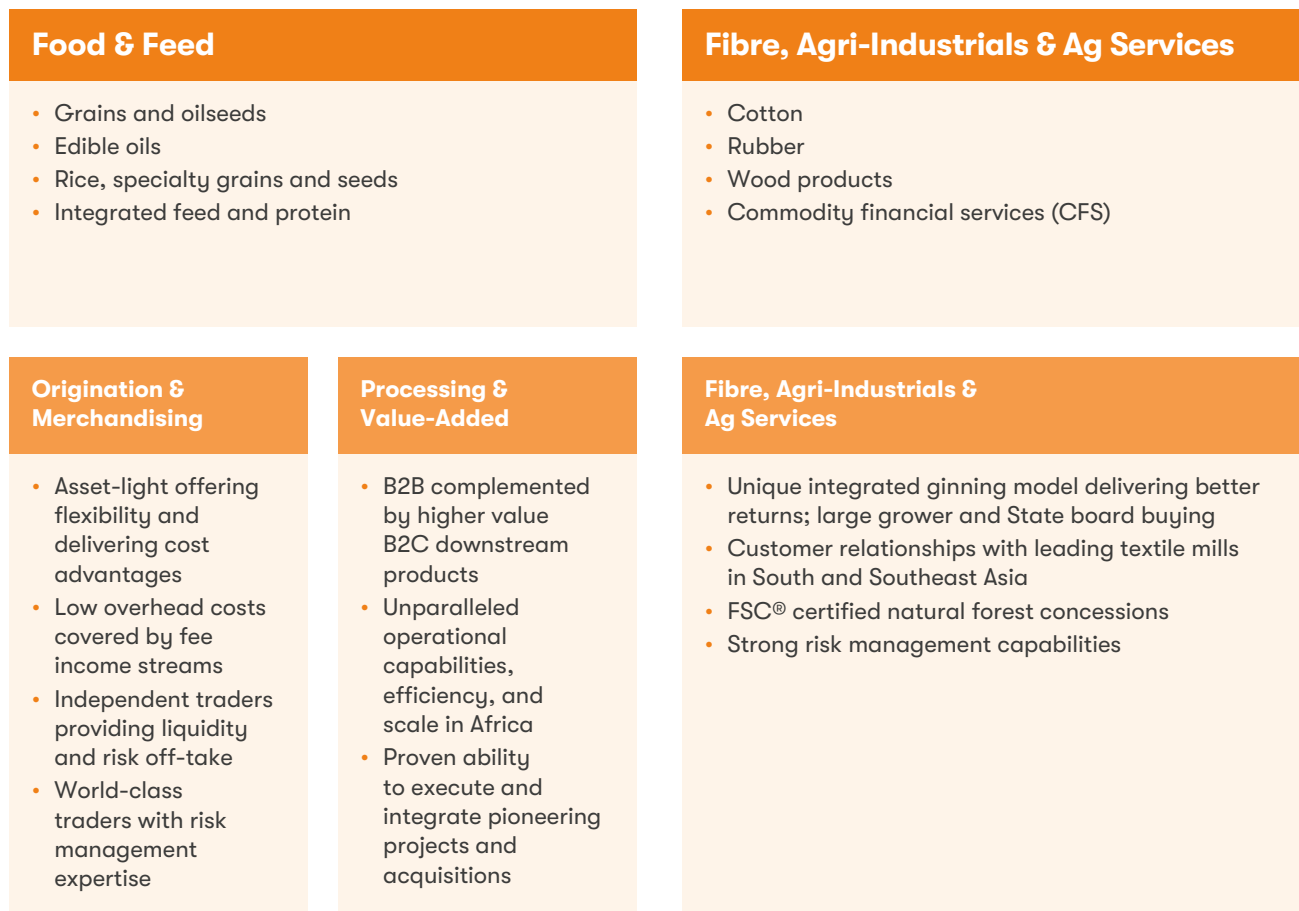 Food & Feed
• Grains and oilseeds
• Edible oils
• Rice, specialty grains and seeds
• Integrated feed and protein
Fibre, Agri-Industrials & Ag Services
• Cotton
• Rubber
• Wood products
• Commodity financial services (CFS)
Origination &
Merchandising
• Asset-light offering
flexibility and
delivering cost
advantages
• Low overhead costs
covered by fee
income streams
• Independent traders
providing liquidity
and risk off-take
• World-class
traders with risk
management
expertise
Processing &
Value-Added
• B2B complemented
by higher value
B2C downstream
products
• Unparalleled
operational
capabilities,
efficiency, and
scale in Africa
• Proven ability
to execute and
integrate pioneering
projects and
acquisitions
Fibre, Agri-Industrials &
Ag Services
• Unique integrated ginning model delivering better
returns; large grower and State board buying
• Customer relationships with leading textile mills
in South and Southeast Asia
• FSC® certified natural forest concessions
• Strong risk management capabilities